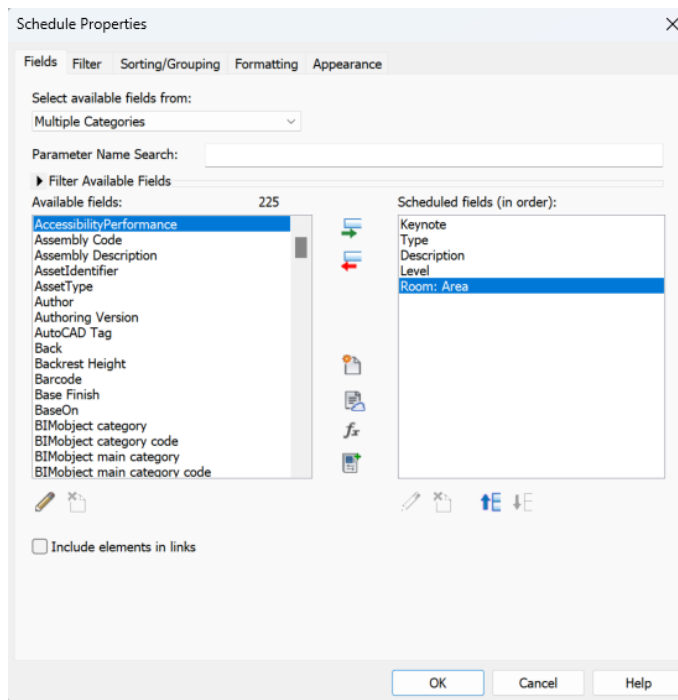 Schedule Properties
Fields Filter Sorting/Grouping Formatting Appearance
Select available fields from:
Multiple Categories
Parameter Name Search:
Filter Available Fields
Available fields: 225
AccessibilityPerformance
Assembly Code
Assembly Description
AssetIdentifier
AssetType
Author
Authoring Version
AutoCAD Tag
Back
Backrest Height
Barcode
Base Finish
BaseOn
BIMobject category
BIMobject category code
BIMobject main category
BIMobject main category code
fx
Scheduled fields (in order):
Keynote
Type
Description
Level
Room: Area
Include elements in links
OK Cancel Help